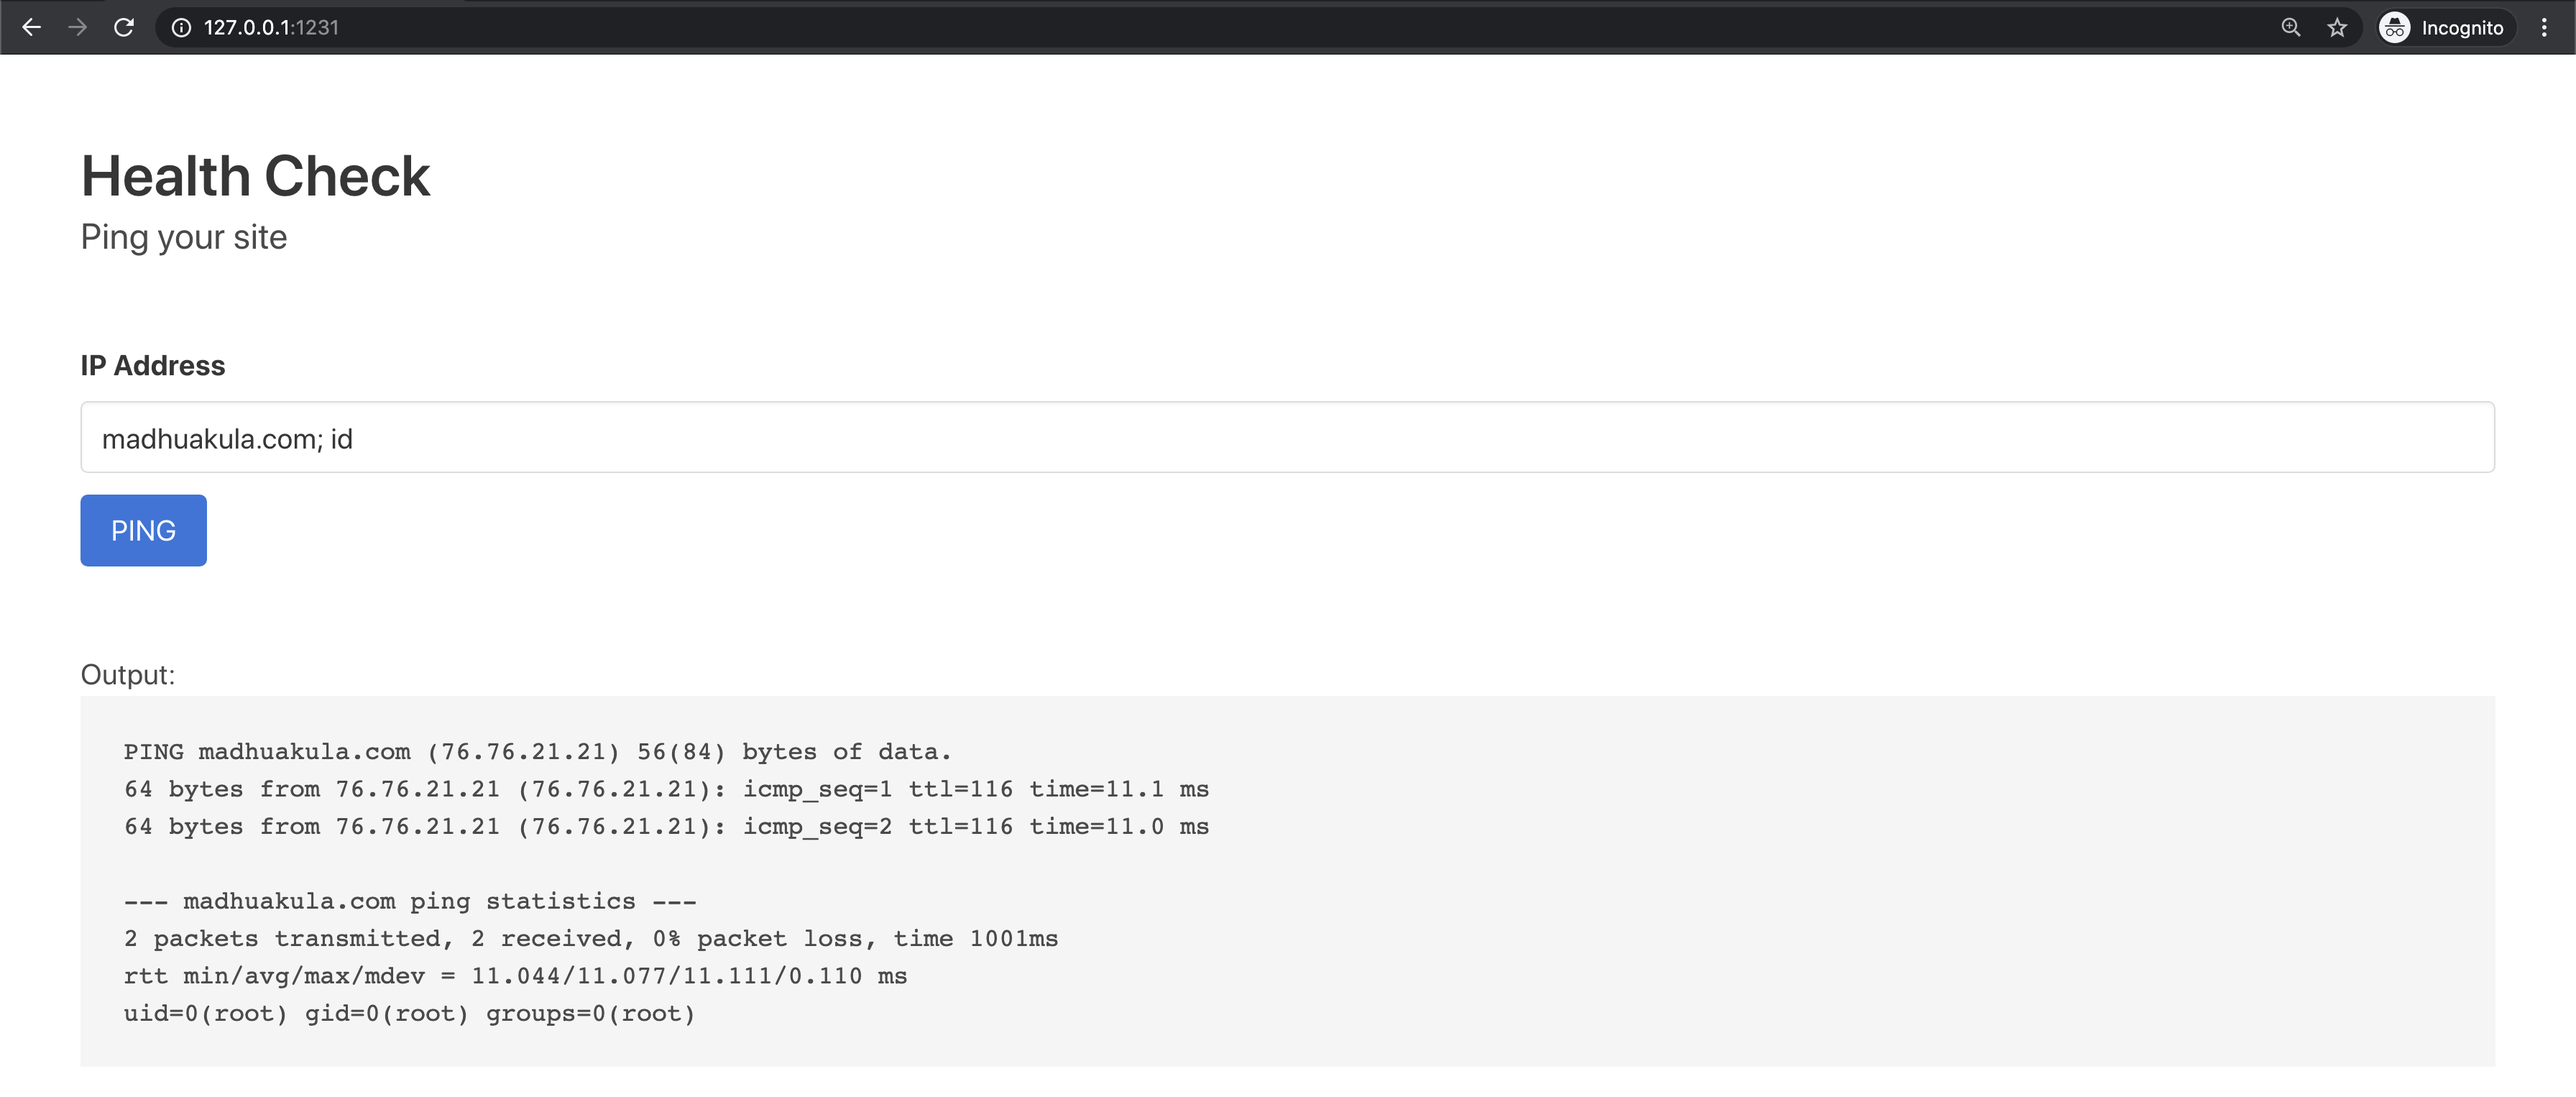 127.0.0.1:1231
Incognito
Health Check
Ping your site
IP Address
madhuakula.com; id
PING
Output:
PING madhuakula.com (76.76.21.21) 56(84) bytes of data.
64 bytes from 76.76.21.21 (76.76.21.21): icmp_seq=1 ttl=116 time=11.1 ms
64 bytes from 76.76.21.21 (76.76.21.21): icmp_seq=2 ttl=116 time=11.0 ms
--- madhuakula.com ping statistics ---
2 packets transmitted, 2 received, 0% packet loss, time 1001ms
rtt min/avg/max/mdev = 11.044/11.077/11.111/0.110 ms
uid=0(root) gid=0(root) groups=0(root)